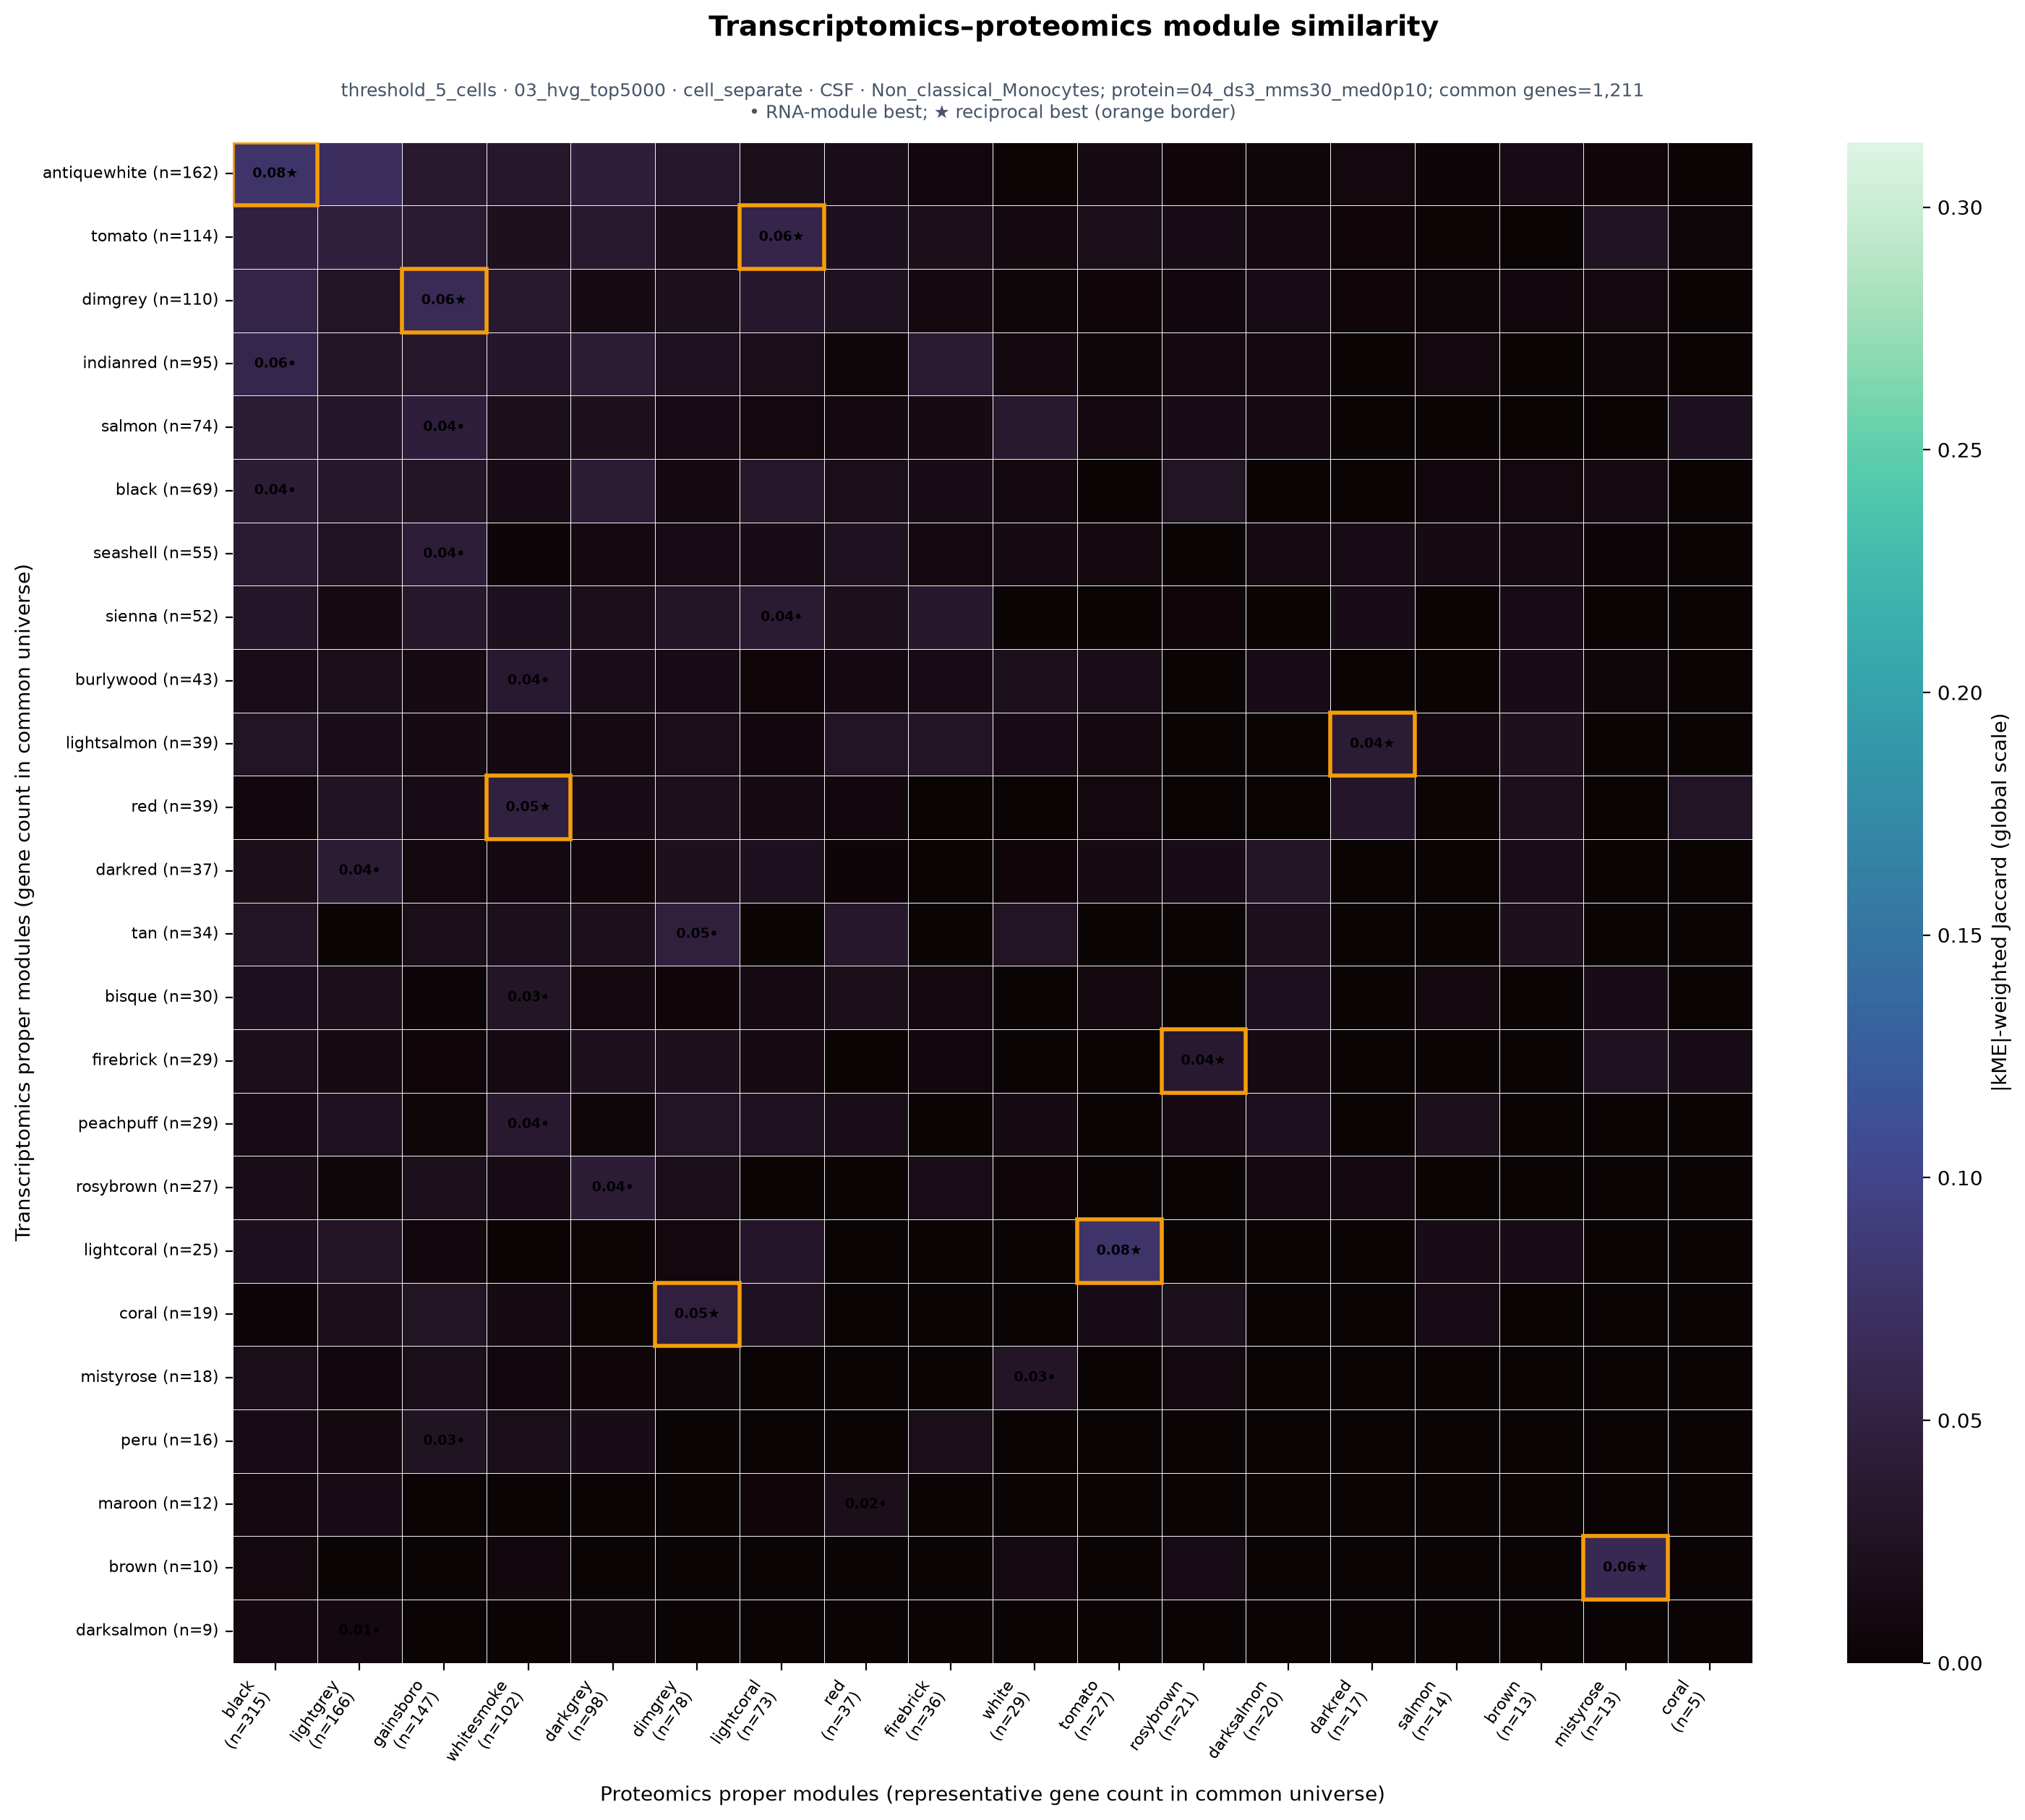 Transcriptomics–proteomics module similarity
threshold_5_cells · 03_hvg_top5000 · cell_separate · CSF · Non_classical_Monocytes; protein=04_ds3_mms30_med0p10; common genes=1,211
• RNA-module best; ★ reciprocal best (orange border)
Transcriptomics proper modules (gene count in common universe)
antiquewhite (n=162)
0.08★
tomato (n=114)
0.06★
dimgrey (n=110)
0.06★
indianred (n=95)
0.06•
salmon (n=74)
0.04•
black (n=69)
0.04•
seashell (n=55)
0.04•
sienna (n=52)
0.04•
burlywood (n=43)
0.04•
lightsalmon (n=39)
0.04★
red (n=39)
0.05★
darkred (n=37)
0.04•
tan (n=34)
0.05•
bisque (n=30)
0.03•
firebrick (n=29)
0.04★
peachpuff (n=29)
0.04•
rosybrown (n=27)
0.04•
lightcoral (n=25)
0.08★
coral (n=19)
0.05★
mistyrose (n=18)
0.03•
peru (n=16)
0.03•
maroon (n=12)
0.02•
brown (n=10)
0.06★
darksalmon (n=9)
0.01•
black
(n=315)
lightgrey
(n=166)
gainsboro
(n=147)
whitesmoke
(n=102)
darkgrey
(n=98)
dimgrey
(n=78)
lightcoral
(n=73)
red
(n=37)
firebrick
(n=36)
white
(n=29)
tomato
(n=27)
rosybrown
(n=21)
darksalmon
(n=20)
darkred
(n=17)
salmon
(n=14)
brown
(n=13)
mistyrose
(n=13)
coral
(n=5)
Proteomics proper modules (representative gene count in common universe)
0.30
0.25
0.20
0.15
0.10
0.05
0.00
|kME|-weighted Jaccard (global scale)